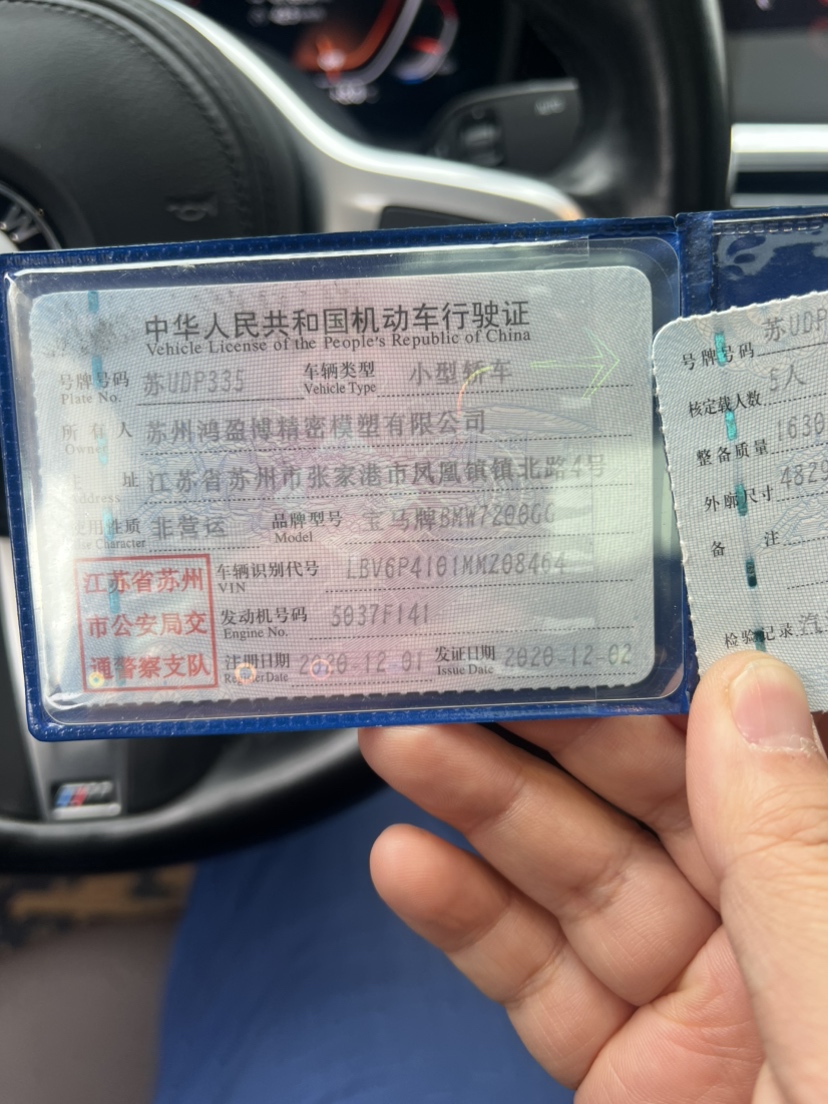 中华人民共和国机动车行驶证
Vehicle License of the People's Republic of China
号牌号码 苏UDP335 车辆类型 小型轿车
Plate No. Vehicle Type
所有人 苏州鸿盈博精密模塑有限公司
Owner
住址 江苏省苏州市张家港市凤凰镇镇北路4号
Address
使用性质 非营运 品牌型号 宝马牌BMW7200GG
Use Character Model
车辆识别代号 LBV6P4101MMZ08464
VIN
发动机号码 5037F141
Engine No.
注册日期 2020-12-01 发证日期 2020-12-02
Register Date Issue Date
江苏省苏州
市公安局交
通警察支队
号牌号码 苏UDP
核定载人数 5人
整备质量 1630
外廓尺寸 4829
备注
检验记录